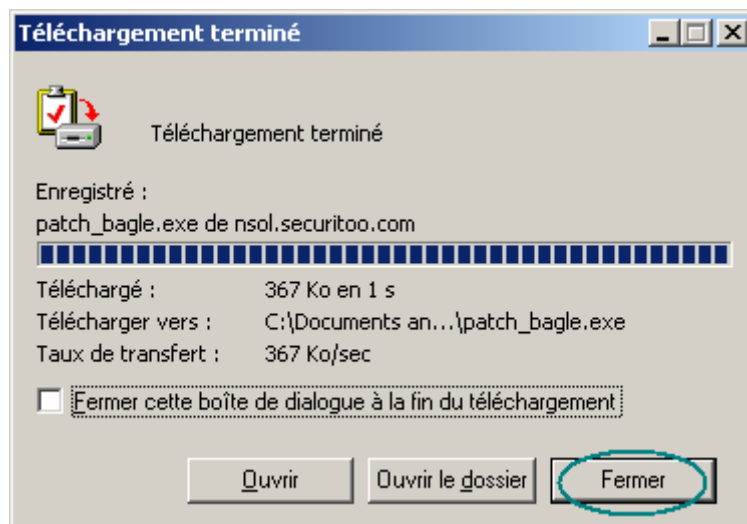 Téléchargement terminé
Téléchargement terminé
Enregistré :
patch_bagle.exe de nsol.securitoo.com
Téléchargé : 367 Ko en 1 s
Télécharger vers : C:\Documents an...\patch_bagle.exe
Taux de transfert : 367 Ko/sec
Fermer cette boîte de dialogue à la fin du téléchargement
Ouvrir Ouvrir le dossier Fermer